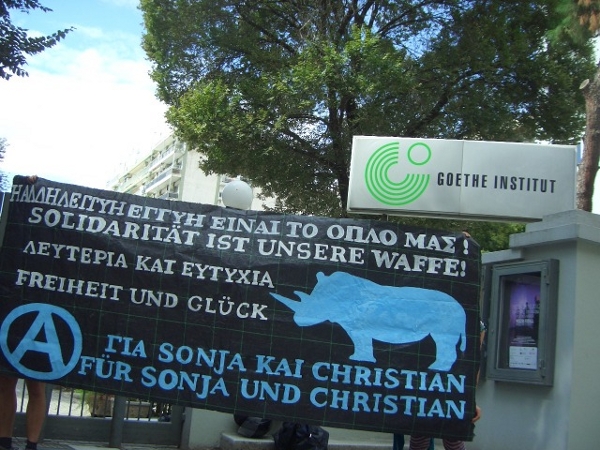 GOETHE INSTITUT
Η ΑΛΛΗΛΕΓΓΥΗ ΕΙΝΑΙ ΤΟ ΟΠΛΟ ΜΑΣ!
SOLIDARITÄT IST UNSERE WAFFE!
ΛΕΥΤΕΡΙΑ ΚΑΙ ΕΥΤΥΧΙΑ
FREIHEIT UND GLÜCK
ΓΙΑ SONJA ΚΑΙ CHRISTIAN
FÜR SONJA UND CHRISTIAN